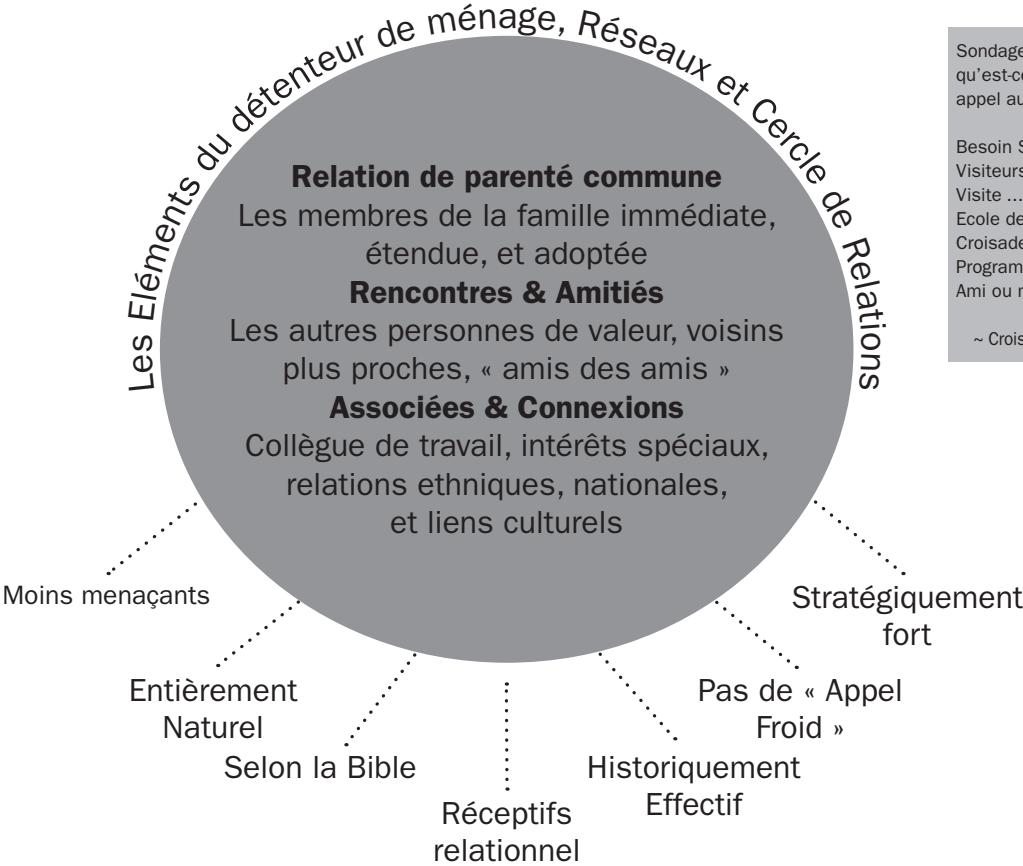 Les Eléments du détenteur de ménage, Réseaux et Cercle de Relations
Relation de parenté commune
Les membres de la famille immédiate,
étendue, et adoptée
Rencontres & Amitiés
Les autres personnes de valeur, voisins
plus proches, « amis des amis »
Associées & Connexions
Collègue de travail, intérêts spéciaux,
relations ethniques, nationales,
et liens culturels
Moins menaçants
Entièrement
Naturel
Selon la Bible
Réceptifs
relationnel
Historiquement
Effectif
Pas de « Appel
Froid »
Stratégiquement
fort
Sondage
qu’est-c
appel au
Besoin S
Visiteurs
Visite ...
Ecole de
Croisade
Program
Ami ou
~ Crois